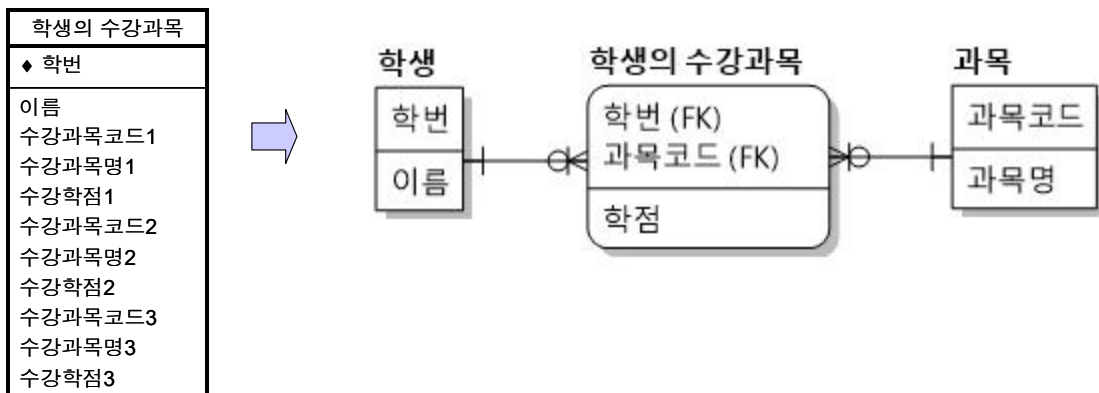 학생의 수강과목
♦ 학번
이름
수강과목코드1
수강과목명1
수강학점1
수강과목코드2
수강과목명2
수강학점2
수강과목코드3
수강과목명3
수강학점3
학생
학번
이름
학생의 수강과목
학번 (FK)
과목코드 (FK)
학점
과목
과목코드
과목명